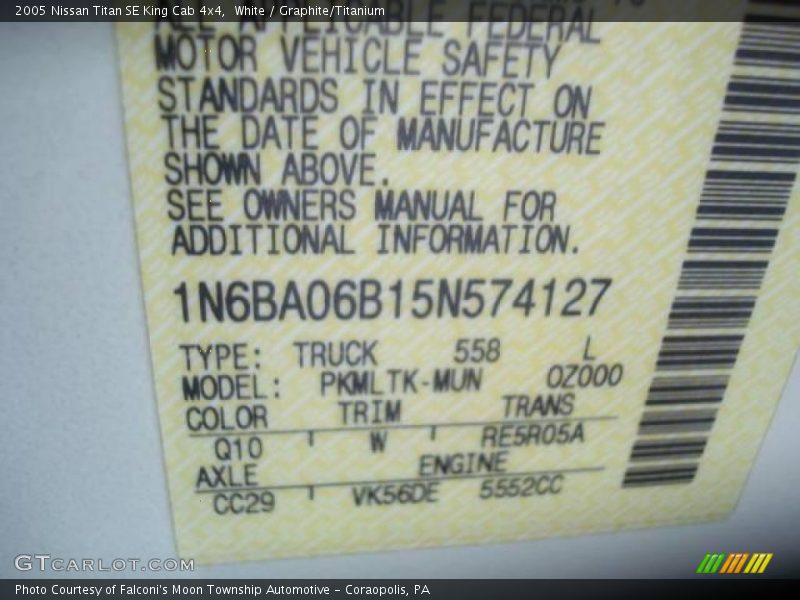 2005 Nissan Titan SE King Cab 4x4,  White / Graphite/Titanium
ALL APPLICABLE FEDERAL
MOTOR VEHICLE SAFETY
STANDARDS IN EFFECT ON
THE DATE OF MANUFACTURE
SHOWN ABOVE.
SEE OWNERS MANUAL FOR
ADDITIONAL INFORMATION.
1N6BA06B15N574127
TYPE: TRUCK 558 L
MODEL: PKMLTK-MUN 0Z000
COLOR TRIM TRANS
Q10 W RE5R05A
AXLE ENGINE
CC29 VK56DE 5552CC
GTCARLOT.COM
Photo Courtesy of Falconi's Moon Township Automotive - Coraopolis, PA